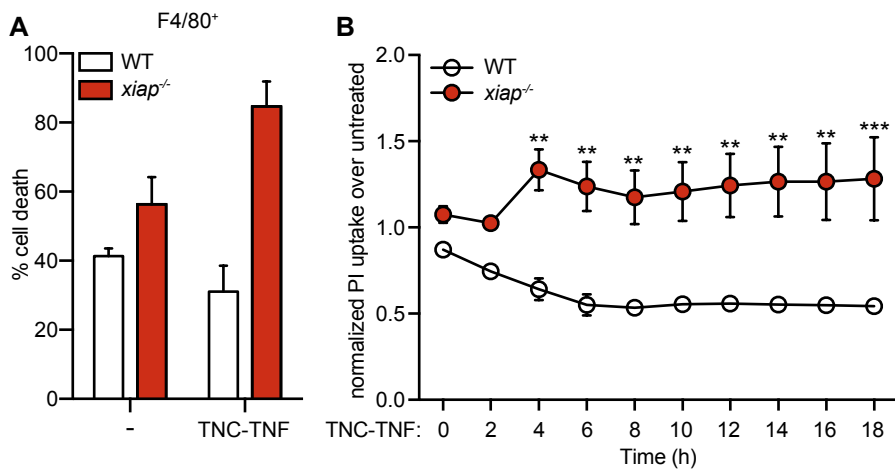 A
F4/80⁺
WT
xiap⁻/⁻
% cell death
100
80
60
40
20
0
-
TNC-TNF
B
WT
xiap⁻/⁻
normalized PI uptake over untreated
2.0
1.5
1.0
0.5
0.0
** ** ** ** ** ** ** ***
TNC-TNF: 0 2 4 6 8 10 12 14 16 18
Time (h)